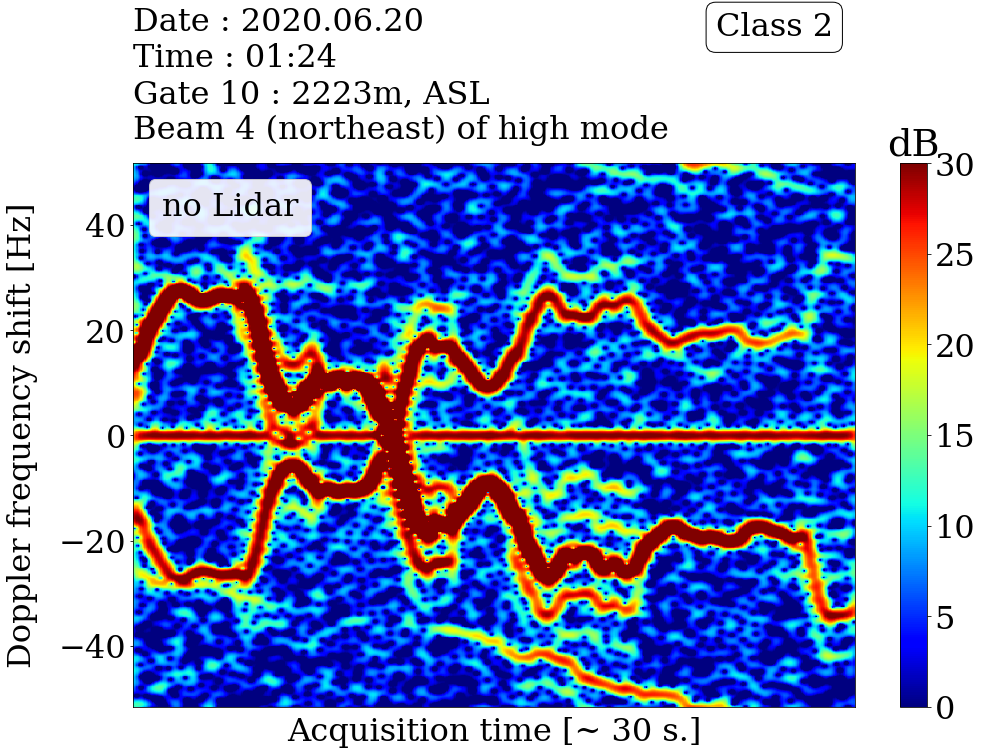 Date : 2020.06.20
Class 2
Time : 01:24
Gate 10 : 2223m, ASL
Beam 4 (northeast) of high mode
dB
no Lidar
Doppler frequency shift [Hz]
40
20
0
−20
−40
30
25
20
15
10
5
0
Acquisition time [~ 30 s.]